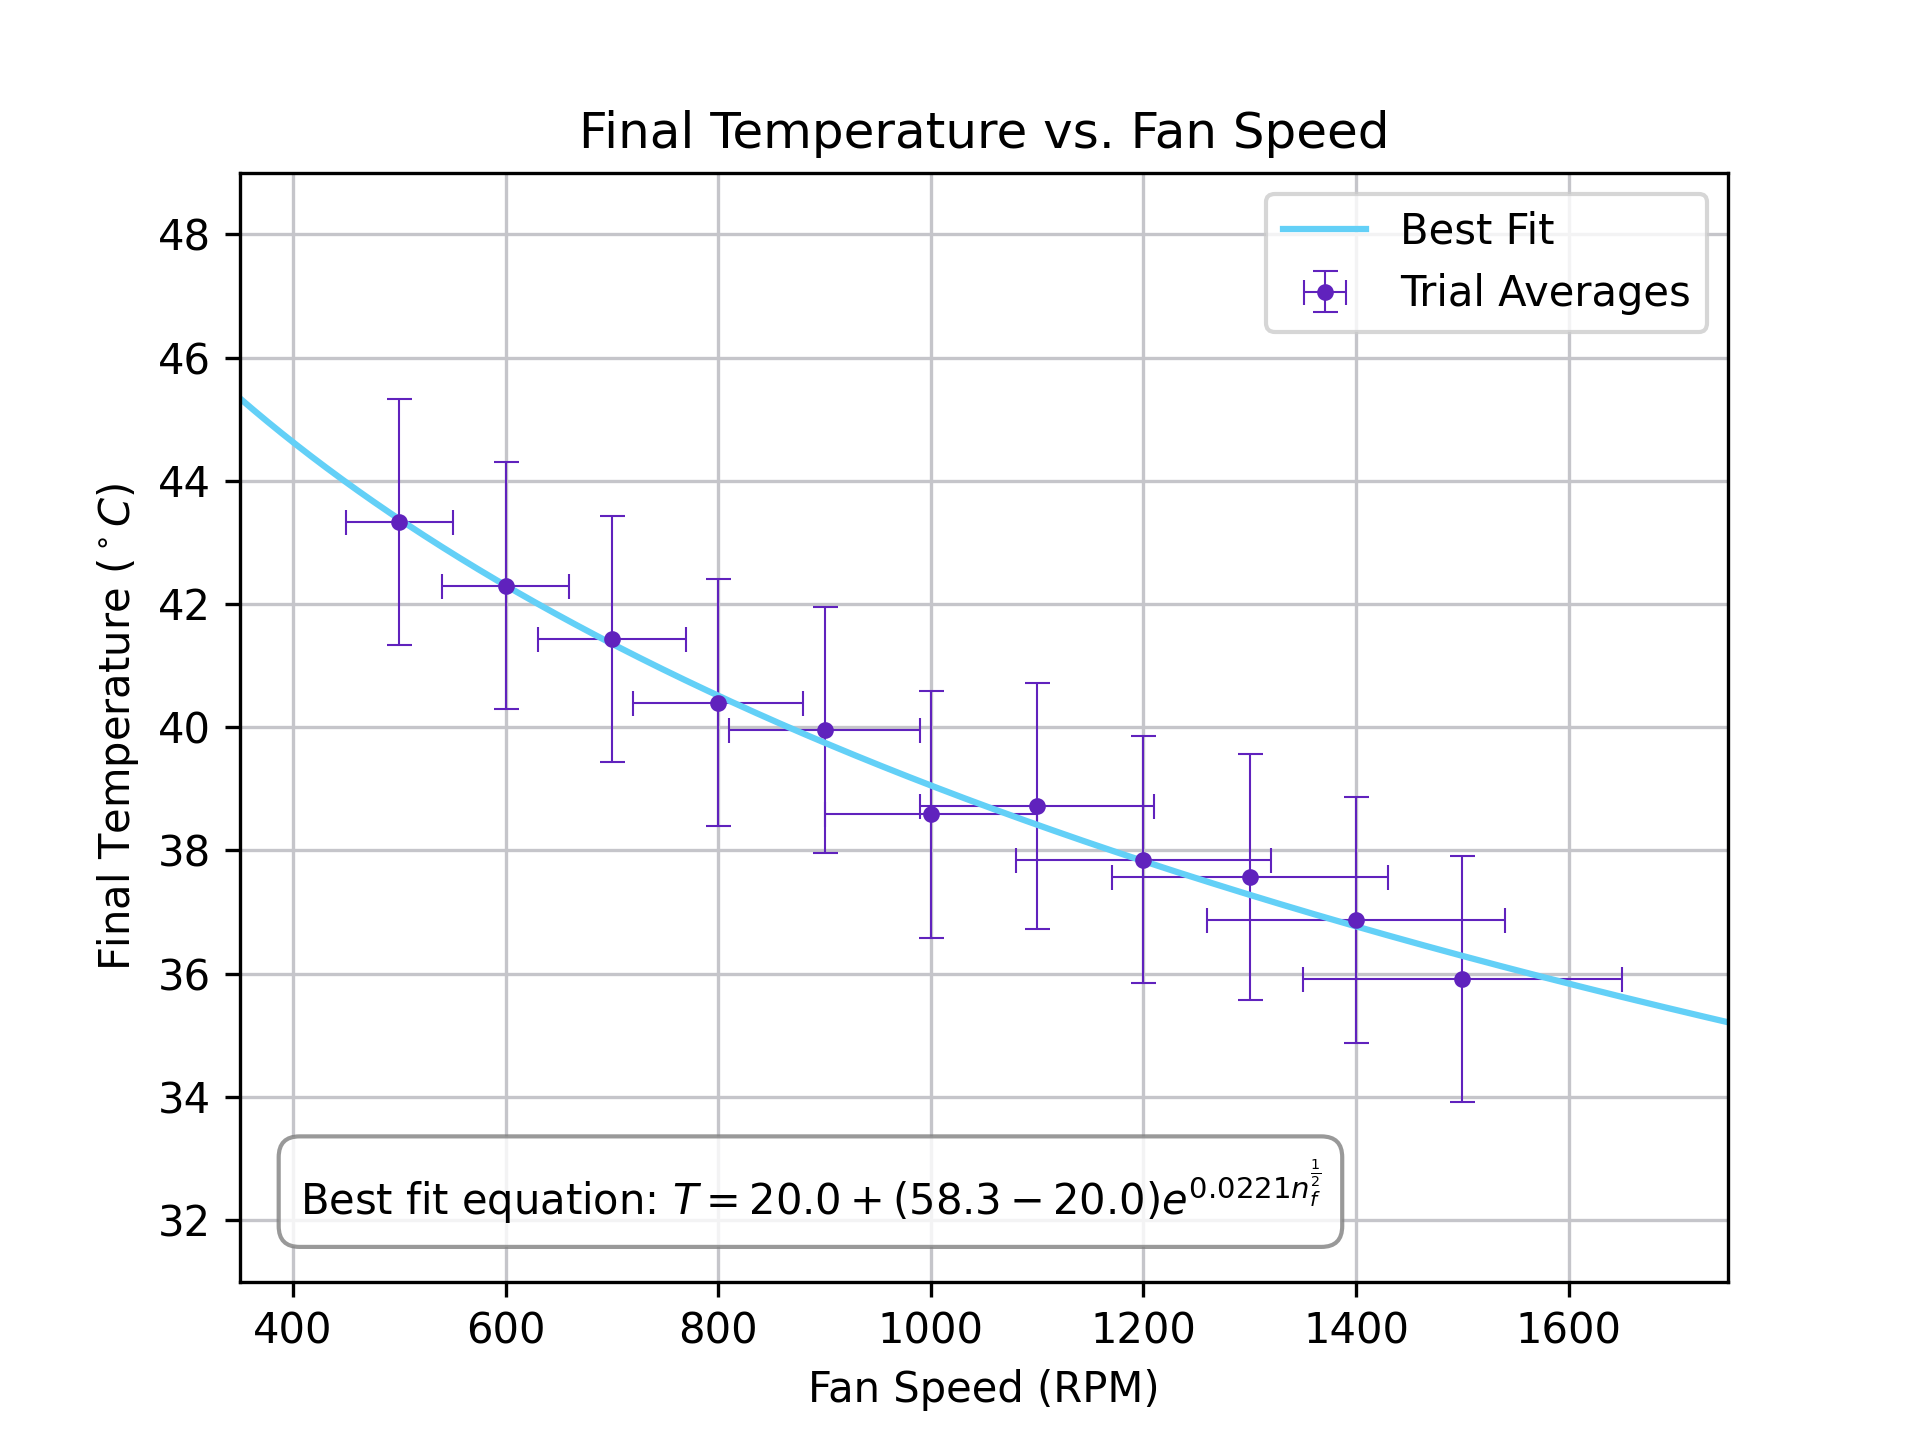 Final Temperature vs. Fan Speed
Best Fit
Trial Averages
48
46
44
42
40
38
36
34
32
Final Temperature (°C)
Best fit equation: T = 20.0 + (58.3 − 20.0)e^{0.0221n_f^{1/2}}
400 600 800 1000 1200 1400 1600
Fan Speed (RPM)